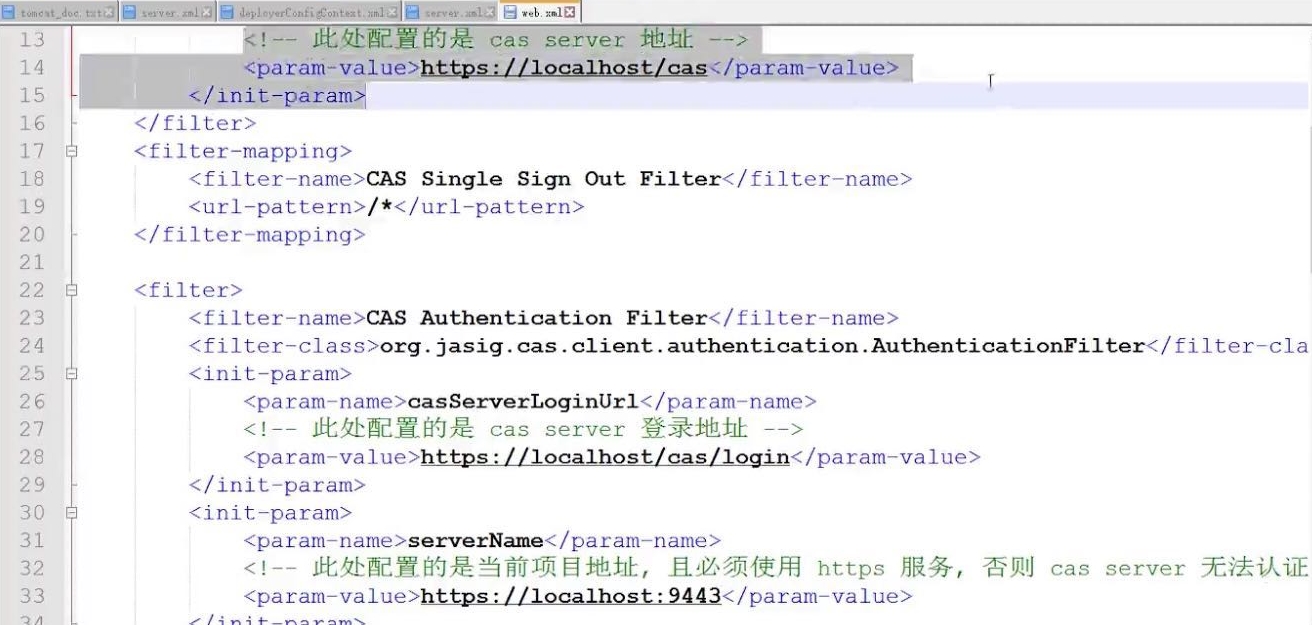 tomcat_doc.txt server.xml deployerConfigContext.xml server.xml web.xml
13 <!-- 此处配置的是 cas server 地址 -->
14 <param-value>https://localhost/cas</param-value>
15 </init-param>
16 </filter>
17 <filter-mapping>
18 <filter-name>CAS Single Sign Out Filter</filter-name>
19 <url-pattern>/*</url-pattern>
20 </filter-mapping>
21
22 <filter>
23 <filter-name>CAS Authentication Filter</filter-name>
24 <filter-class>org.jasig.cas.client.authentication.AuthenticationFilter</filter-cla
25 <init-param>
26 <param-name>casServerLoginUrl</param-name>
27 <!-- 此处配置的是 cas server 登录地址 -->
28 <param-value>https://localhost/cas/login</param-value>
29 </init-param>
30 <init-param>
31 <param-name>serverName</param-name>
32 <!-- 此处配置的是当前项目地址, 且必须使用 https 服务, 否则 cas server 无法认证
33 <param-value>https://localhost:9443</param-value>
34 </init-param>